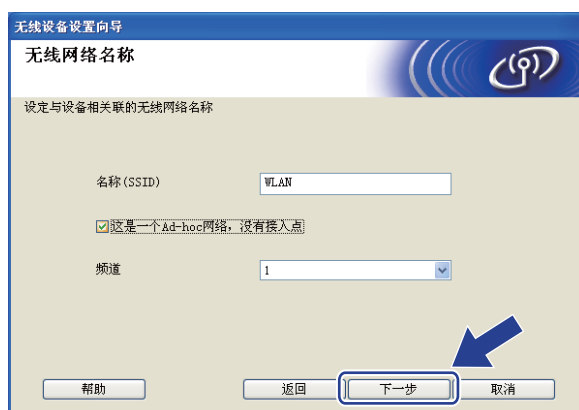 无线设备设置向导
无线网络名称
设定与设备相关联的无线网络名称
名称(SSID) WLAN
这是一个Ad-hoc网络，没有接入点
频道 1
帮助 返回 下一步 取消